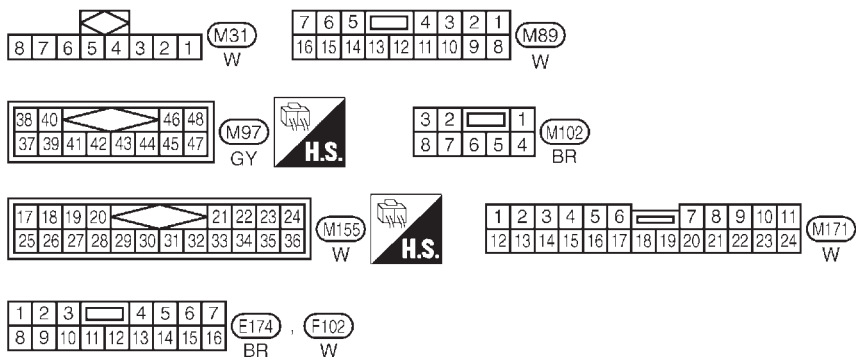 7 6 5 4 3 2 1
8 7 6 5 4 3 2 1 M31 16 15 14 13 12 11 10 9 8 M89
W W
38 40 46 48 3 2 1
37 39 41 42 43 44 45 47 M97 H.S. 8 7 6 5 4 M102
GY BR
17 18 19 20 21 22 23 24 1 2 3 4 5 6 7 8 9 10 11
25 26 27 28 29 30 31 32 33 34 35 36 M155 H.S. 12 13 14 15 16 17 18 19 20 21 22 23 24 M171
W W
1 2 3 4 5 6 7
8 9 10 11 12 13 14 15 16 E174 , F102
BR W